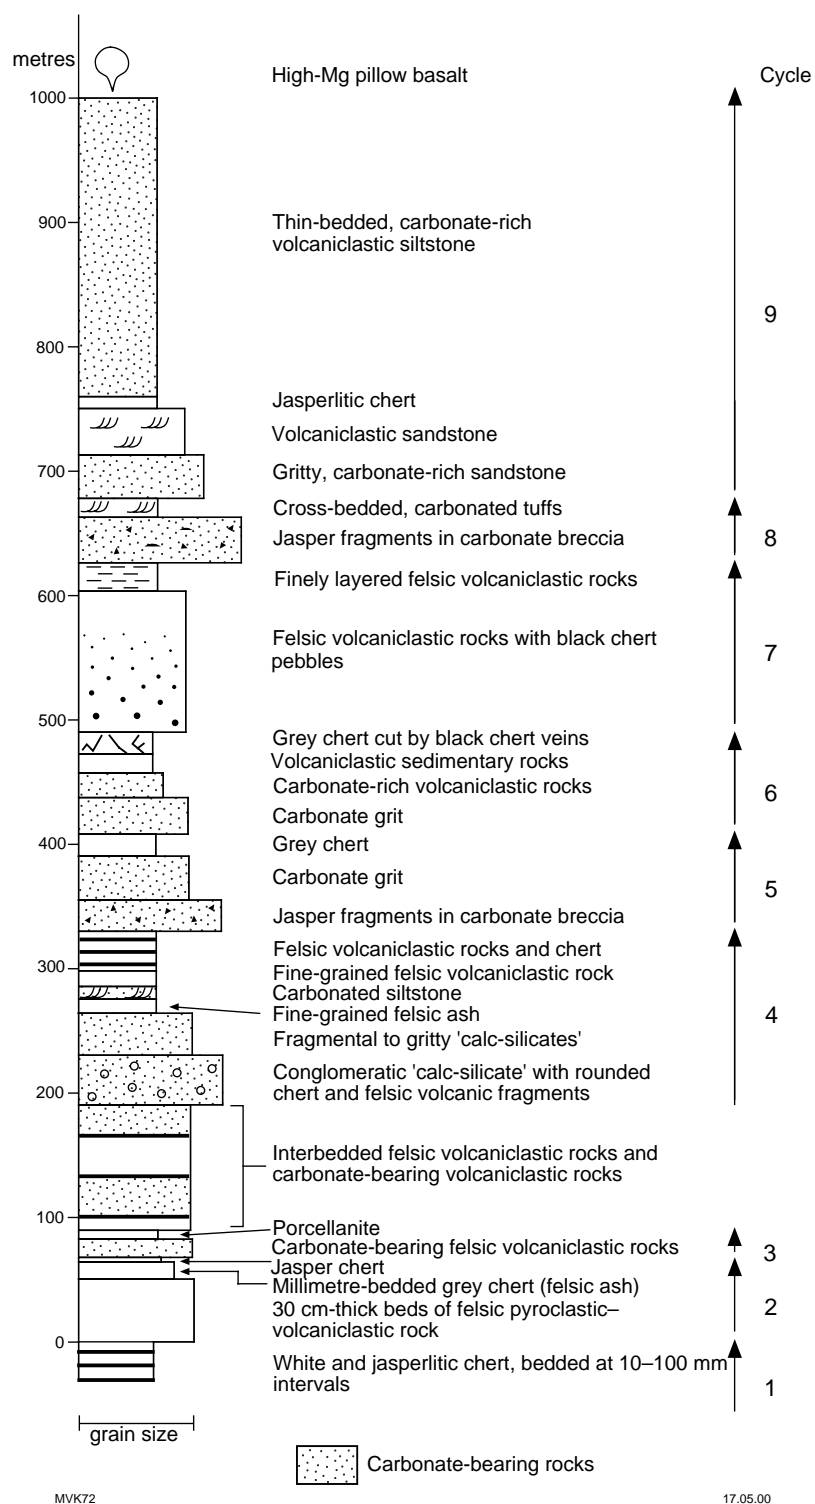 metres
High-Mg pillow basalt
Cycle
1000
900
Thin-bedded, carbonate-rich
volcaniclastic siltstone
9
800
Jasperlitic chert
Volcaniclastic sandstone
700
Gritty, carbonate-rich sandstone
Cross-bedded, carbonated tuffs
Jasper fragments in carbonate breccia
8
Finely layered felsic volcaniclastic rocks
600
Felsic volcaniclastic rocks with black chert
pebbles
7
500
Grey chert cut by black chert veins
Volcaniclastic sedimentary rocks
Carbonate-rich volcaniclastic rocks
6
Carbonate grit
400
Grey chert
Carbonate grit
5
Jasper fragments in carbonate breccia
Felsic volcaniclastic rocks and chert
300
Fine-grained felsic volcaniclastic rock
Carbonated siltstone
Fine-grained felsic ash
4
Fragmental to gritty 'calc-silicates'
Conglomeratic 'calc-silicate' with rounded
chert and felsic volcanic fragments
200
Interbedded felsic volcaniclastic rocks and
carbonate-bearing volcaniclastic rocks
100
Porcellanite
Carbonate-bearing felsic volcaniclastic rocks
3
Jasper chert
Millimetre-bedded grey chert (felsic ash)
30 cm-thick beds of felsic pyroclastic–
volcaniclastic rock
2
0
White and jasperlitic chert, bedded at 10–100 mm
intervals
1
grain size
Carbonate-bearing rocks
MVK72
17.05.00